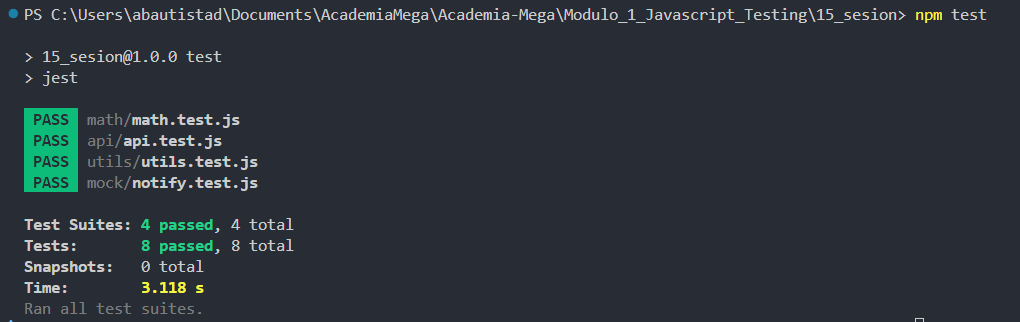 PS C:\Users\abautistad\Documents\AcademiaMega\Academia-Mega\Modulo_1_Javascript_Testing\15_sesion> npm test
> 15_sesion@1.0.0 test
> jest
PASS math/math.test.js
PASS api/api.test.js
PASS utils/utils.test.js
PASS mock/notify.test.js
Test Suites: 4 passed, 4 total
Tests: 8 passed, 8 total
Snapshots: 0 total
Time: 3.118 s
Ran all test suites.